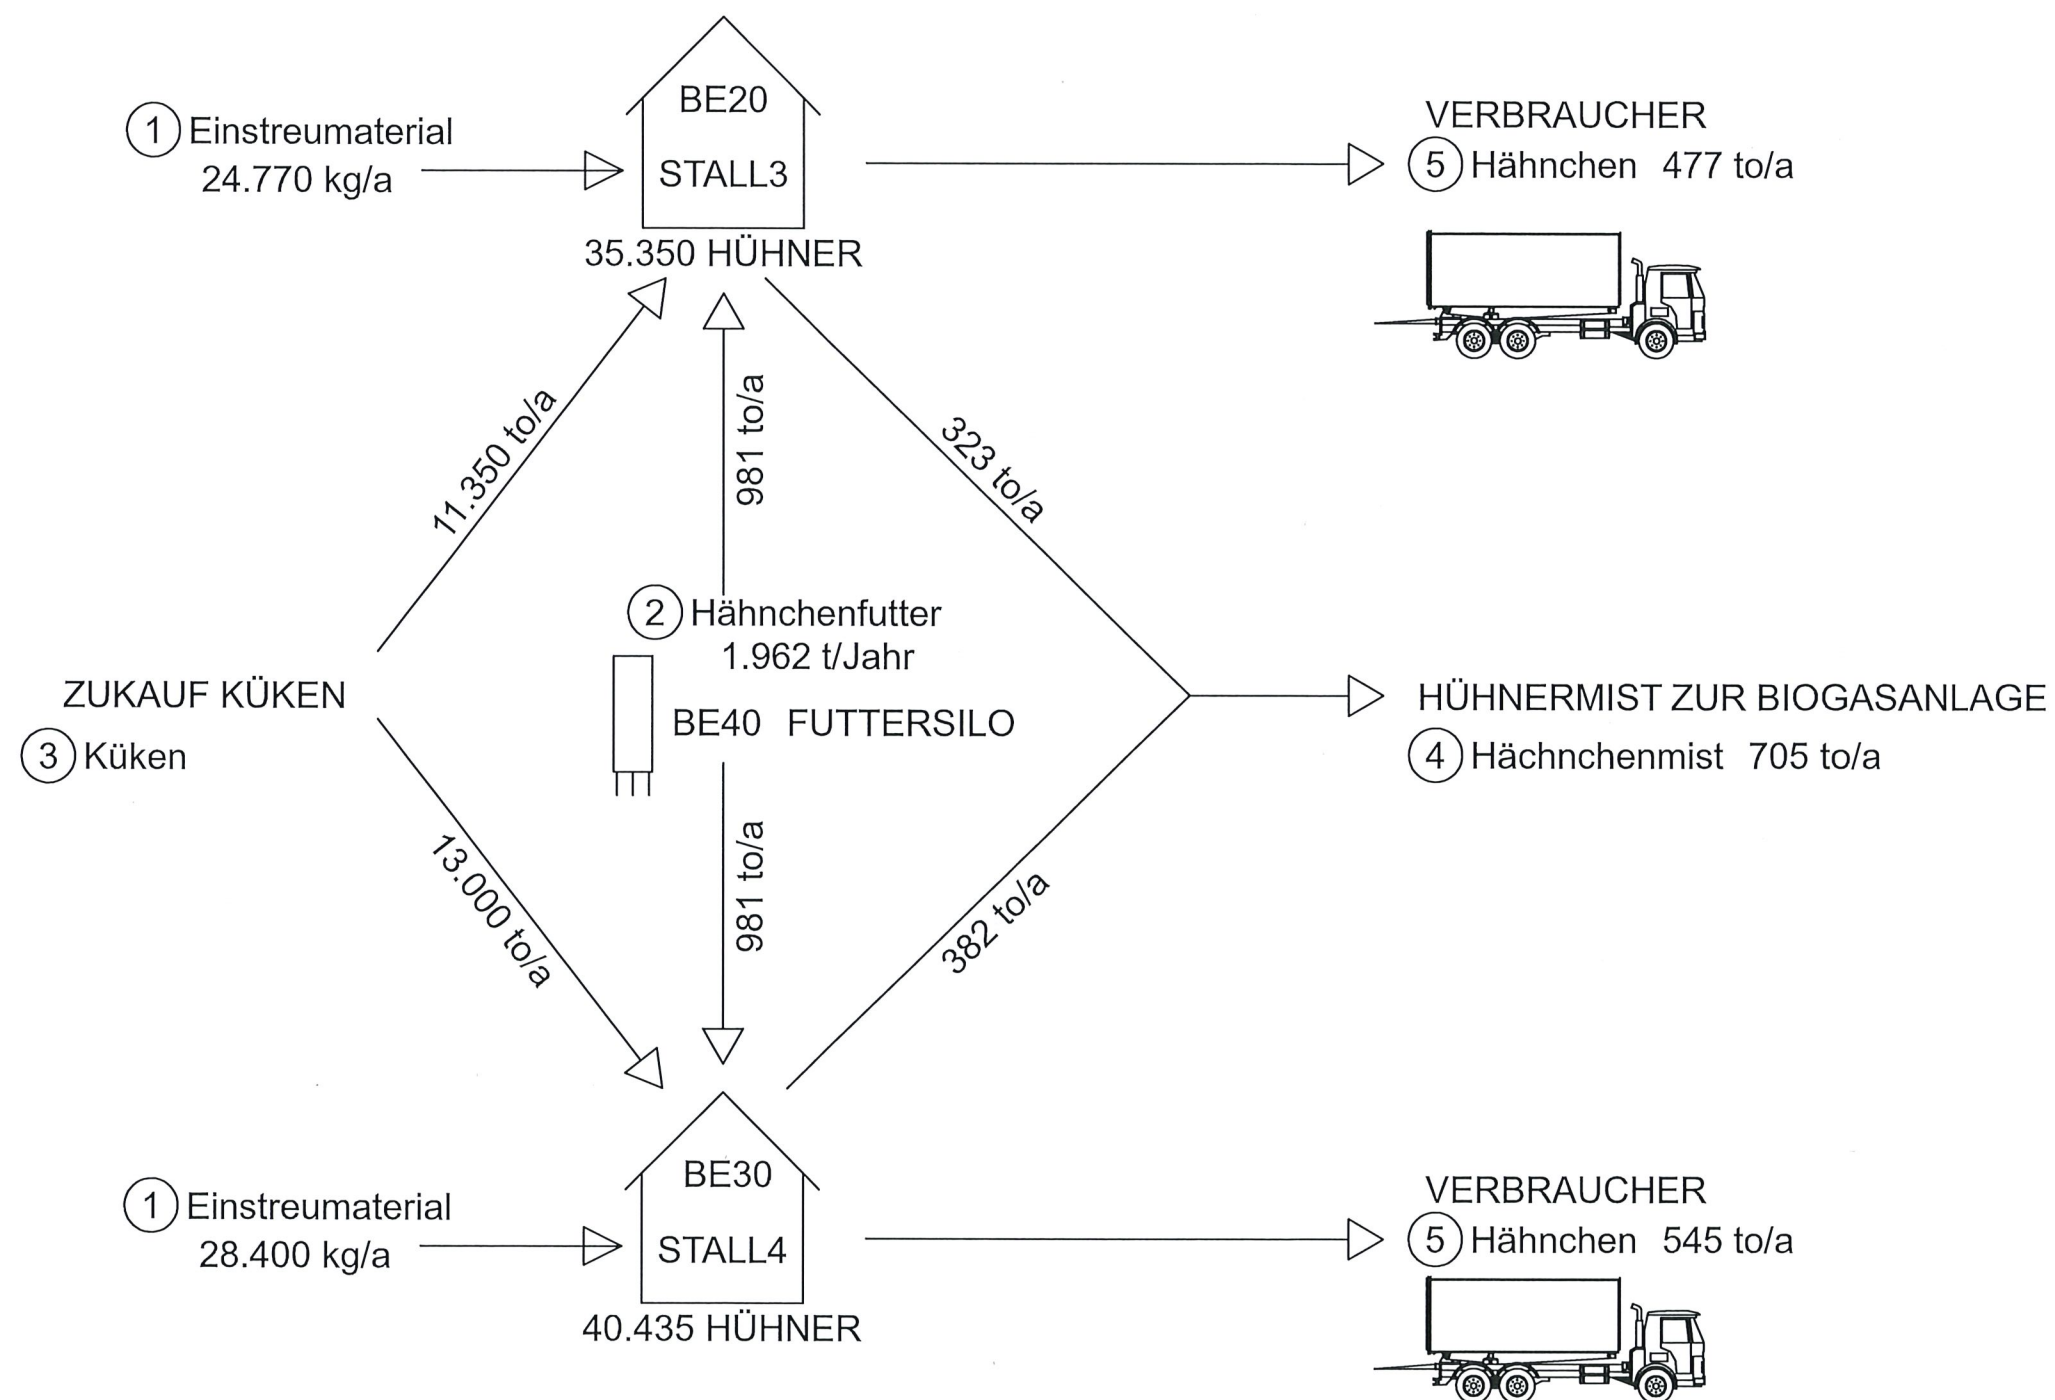 BE20
STALL3
35.350 HÜHNER
1 Einstreumaterial
24.770 kg/a
VERBRAUCHER
5 Hähnchen 477 to/a
11.350 to/a
981 to/a
323 to/a
2 Hähnchenfutter
1.962 t/Jahr
BE40 FUTTERSILO
ZUKAUF KÜKEN
3 Küken
HÜHNERMIST ZUR BIOGASANLAGE
4 Hächnchenmist 705 to/a
13.000 to/a
981 to/a
382 to/a
BE30
STALL4
40.435 HÜHNER
1 Einstreumaterial
28.400 kg/a
VERBRAUCHER
5 Hähnchen 545 to/a